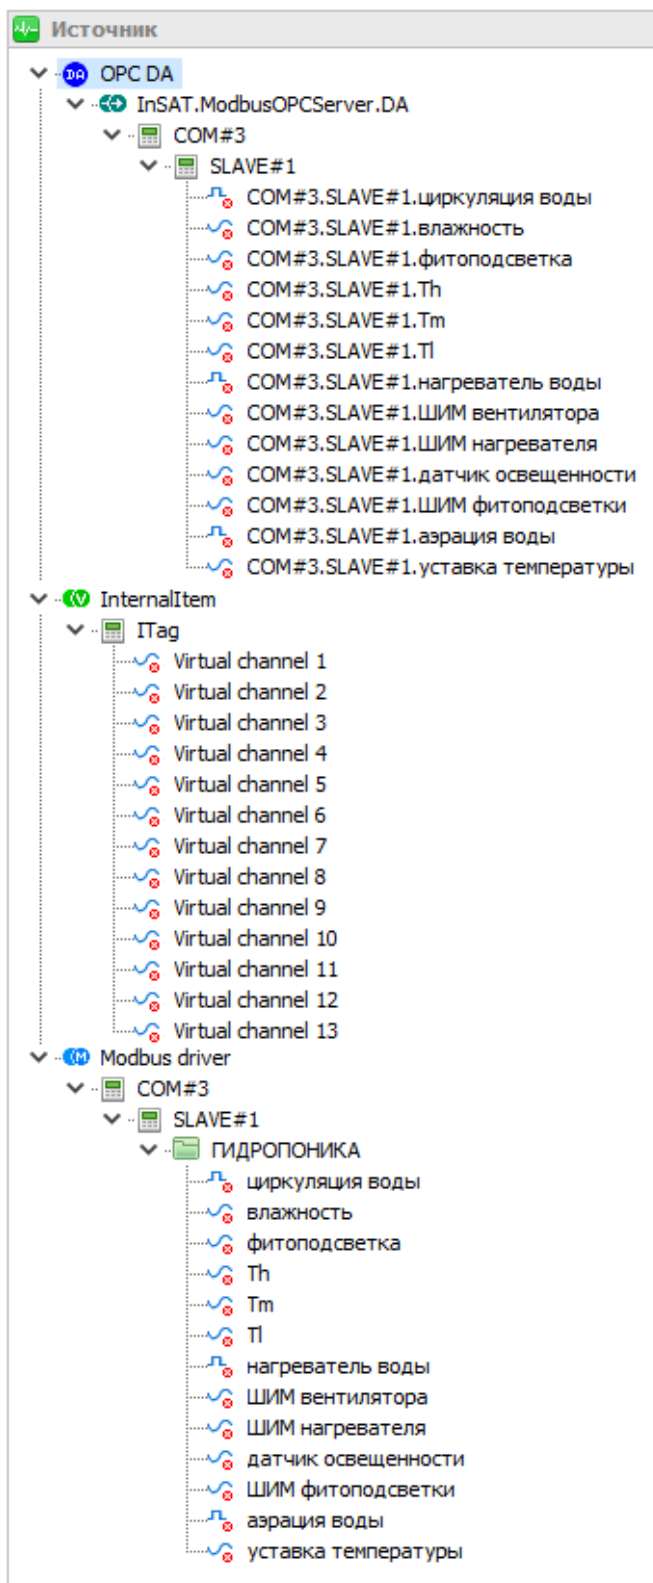 Источник
DA OPC DA
InSAT.ModbusOPCServer.DA
COM#3
SLAVE#1
COM#3.SLAVE#1.циркуляция воды
COM#3.SLAVE#1.влажность
COM#3.SLAVE#1.фитоподсветка
COM#3.SLAVE#1.Th
COM#3.SLAVE#1.Tm
COM#3.SLAVE#1.Tl
COM#3.SLAVE#1.нагреватель воды
COM#3.SLAVE#1.ШИМ вентилятора
COM#3.SLAVE#1.ШИМ нагревателя
COM#3.SLAVE#1.датчик освещенности
COM#3.SLAVE#1.ШИМ фитоподсветки
COM#3.SLAVE#1.аэрация воды
COM#3.SLAVE#1.уставка температуры
V InternalItem
ITag
Virtual channel 1
Virtual channel 2
Virtual channel 3
Virtual channel 4
Virtual channel 5
Virtual channel 6
Virtual channel 7
Virtual channel 8
Virtual channel 9
Virtual channel 10
Virtual channel 11
Virtual channel 12
Virtual channel 13
M Modbus driver
COM#3
SLAVE#1
ГИДРОПОНИКА
циркуляция воды
влажность
фитоподсветка
Th
Tm
Tl
нагреватель воды
ШИМ вентилятора
ШИМ нагревателя
датчик освещенности
ШИМ фитоподсветки
аэрация воды
уставка температуры